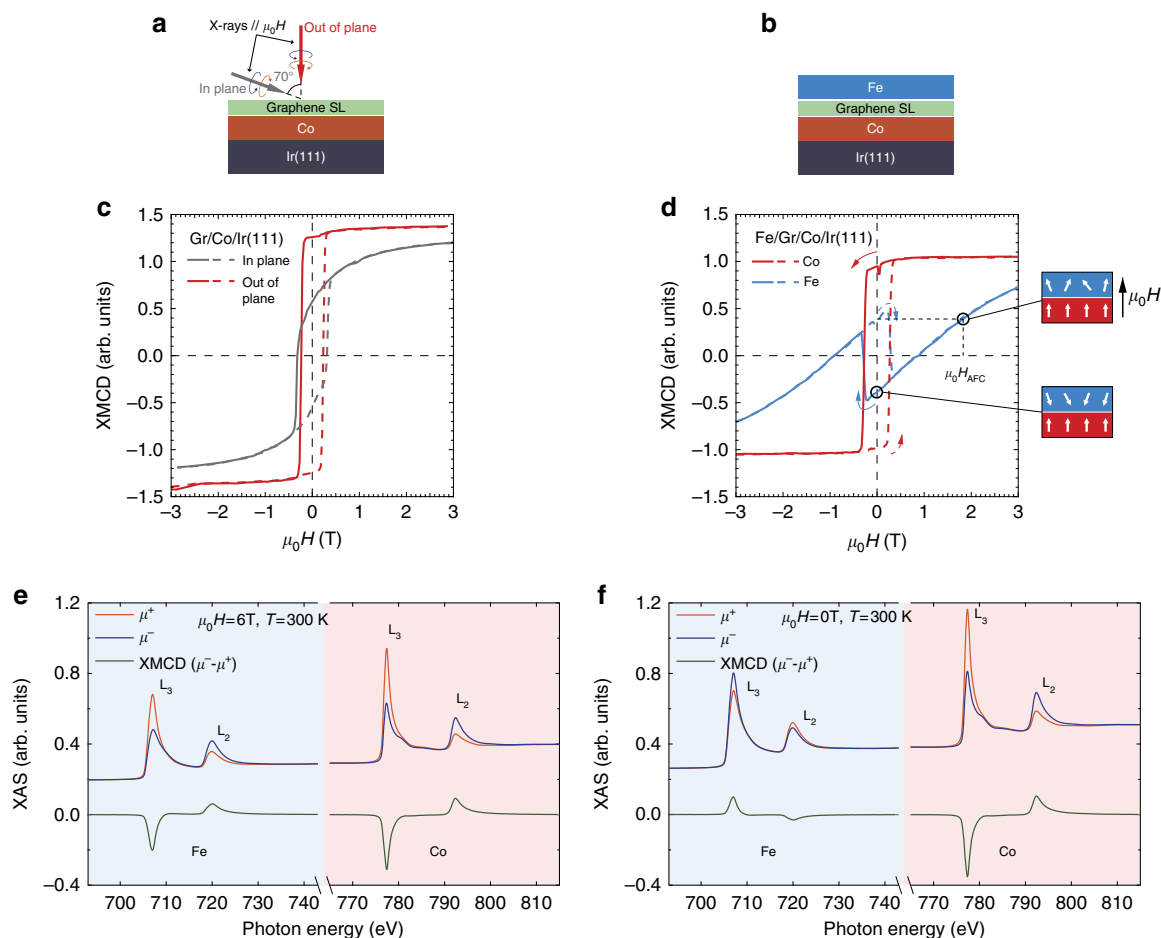 a
X-rays // μ₀H
Out of plane
70°
In plane
Graphene SL
Co
Ir(111)
b
Fe
Graphene SL
Co
Ir(111)
c
1.5
1.0
0.5
0.0
–0.5
–1.0
–1.5
XMCD (arb. units)
Gr/Co/Ir(111)
In plane
Out of
plane
–3 –2 –1 0 1 2 3
μ₀H (T)
d
1.5
1.0
0.5
0.0
–0.5
–1.0
–1.5
XMCD (arb. units)
Fe/Gr/Co/Ir(111)
Co
Fe
μ₀H_AFC
–3 –2 –1 0 1 2 3
μ₀H (T)
μ₀H
e
1.2
0.8
0.4
0.0
–0.4
XAS (arb. units)
μ⁺
μ⁻
XMCD (μ⁻-μ⁺)
μ₀H=6T, T=300 K
L₃
L₂
L₃
L₂
Fe
Co
700 710 720 730 740 770 780 790 800 810
Photon energy (eV)
f
1.2
0.8
0.4
0.0
–0.4
XAS (arb. units)
μ⁺
μ⁻
XMCD (μ⁻-μ⁺)
μ₀H=0T, T=300 K
L₃
L₂
L₃
L₂
Fe
Co
700 710 720 730 740 770 780 790 800 810
Photon energy (eV)